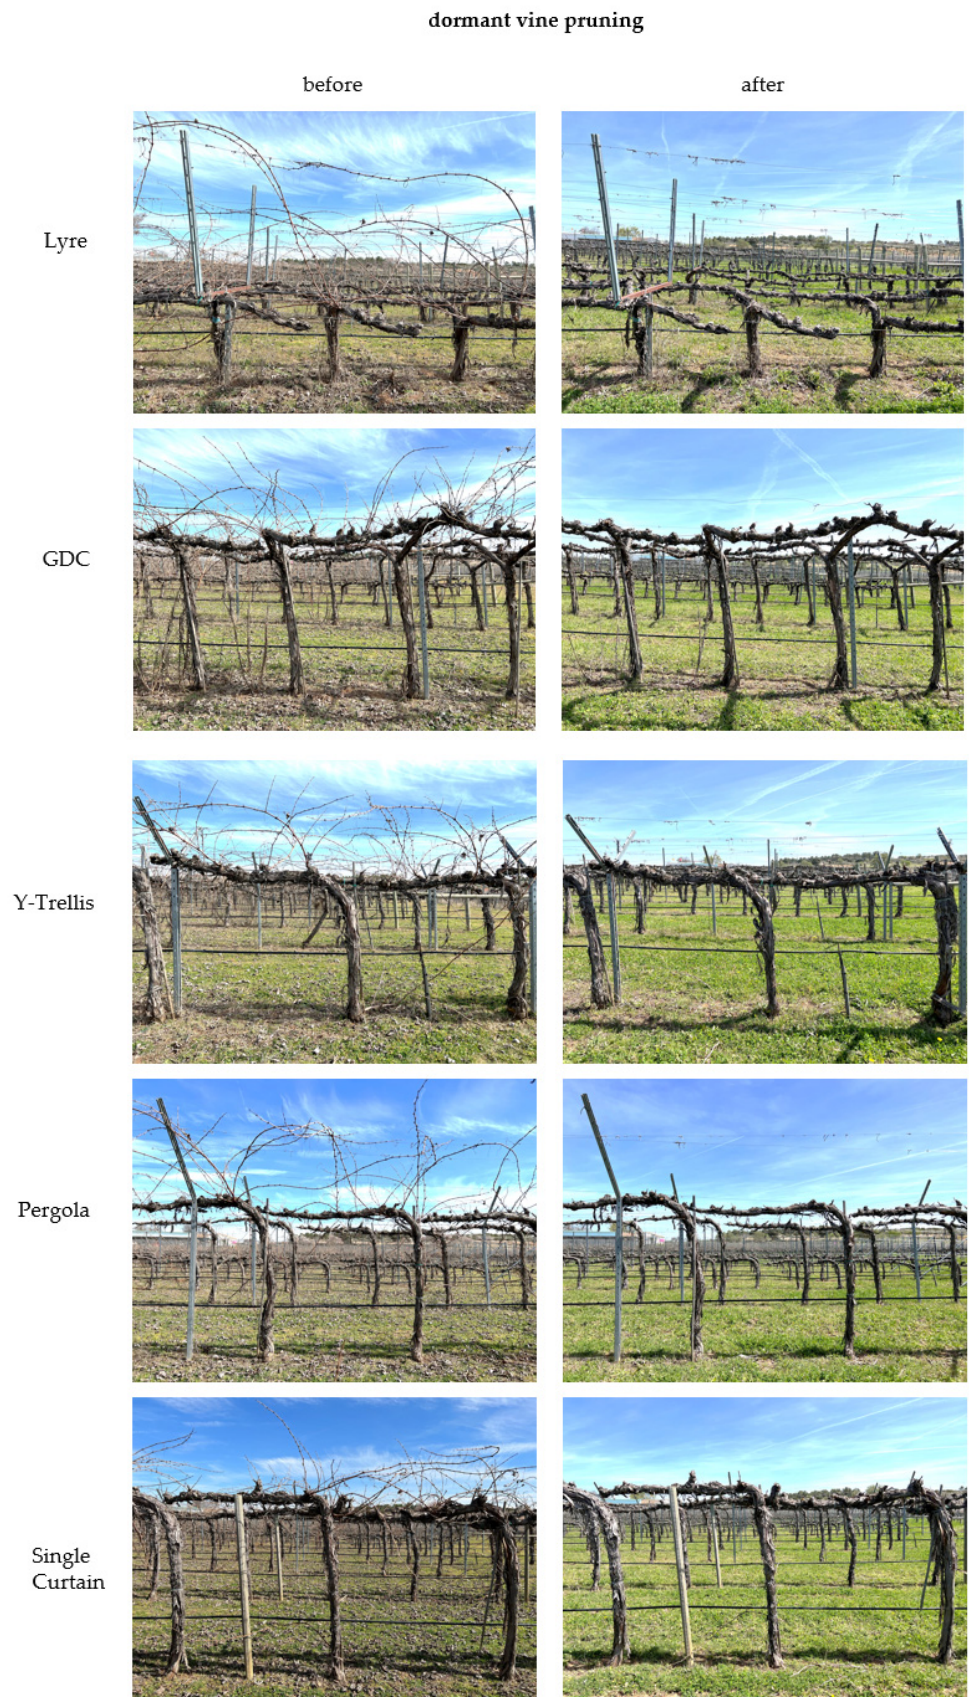 dormant vine pruning
before after
Lyre
GDC
Y-Trellis
Pergola
Single
Curtain